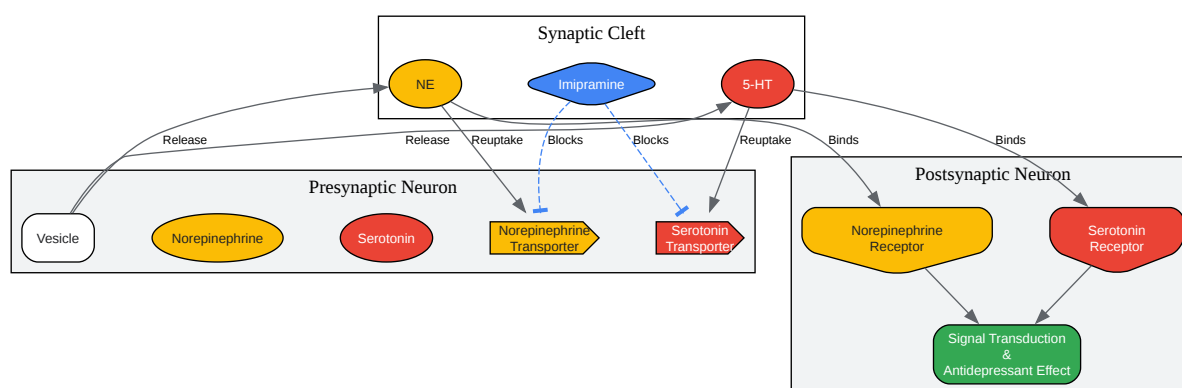 Synaptic Cleft
NE
Imipramine
5-HT
Release
Release
Reuptake
Blocks
Blocks
Reuptake
Binds
Binds
Presynaptic Neuron
Vesicle
Norepinephrine
Serotonin
Norepinephrine
Transporter
Serotonin
Transporter
Postsynaptic Neuron
Norepinephrine
Receptor
Serotonin
Receptor
Signal Transduction
&
Antidepressant Effect